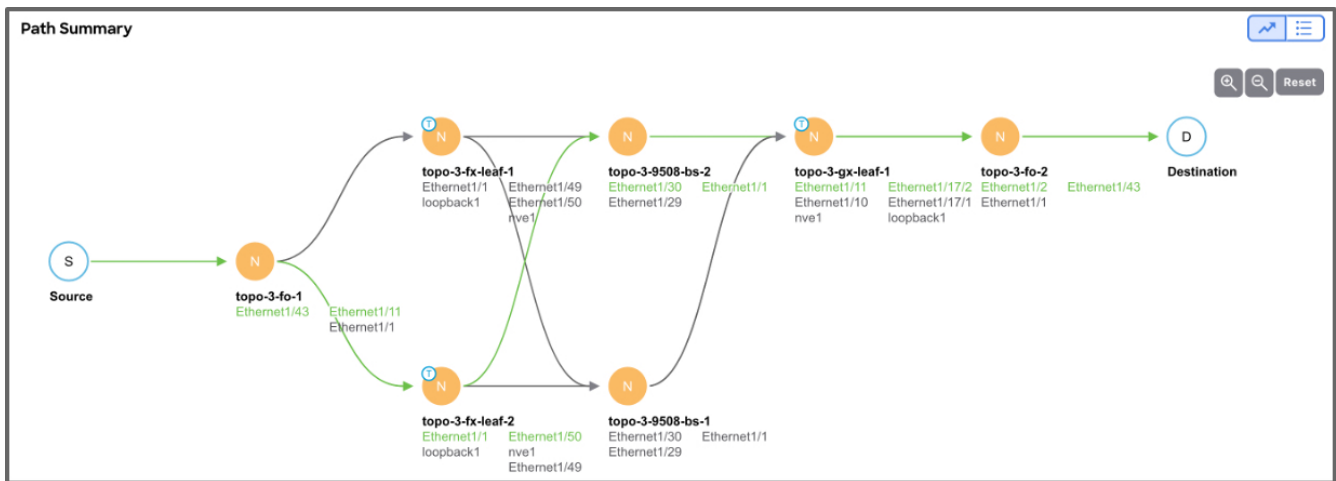 Path Summary
Reset
T
N
topo-3-fx-leaf-1
Ethernet1/1 Ethernet1/49
loopback1 Ethernet1/50
nve1
N
topo-3-9508-bs-2
Ethernet1/30 Ethernet1/1
Ethernet1/29
T
N
topo-3-gx-leaf-1
Ethernet1/11 Ethernet1/17/2
Ethernet1/10 Ethernet1/17/1
nve1 loopback1
N
topo-3-fo-2
Ethernet1/2 Ethernet1/43
Ethernet1/1
D
Destination
S
Source
N
topo-3-fo-1
Ethernet1/43 Ethernet1/11
Ethernet1/1
T
N
topo-3-fx-leaf-2
Ethernet1/1 Ethernet1/50
loopback1 nve1
Ethernet1/49
N
topo-3-9508-bs-1
Ethernet1/30 Ethernet1/1
Ethernet1/29